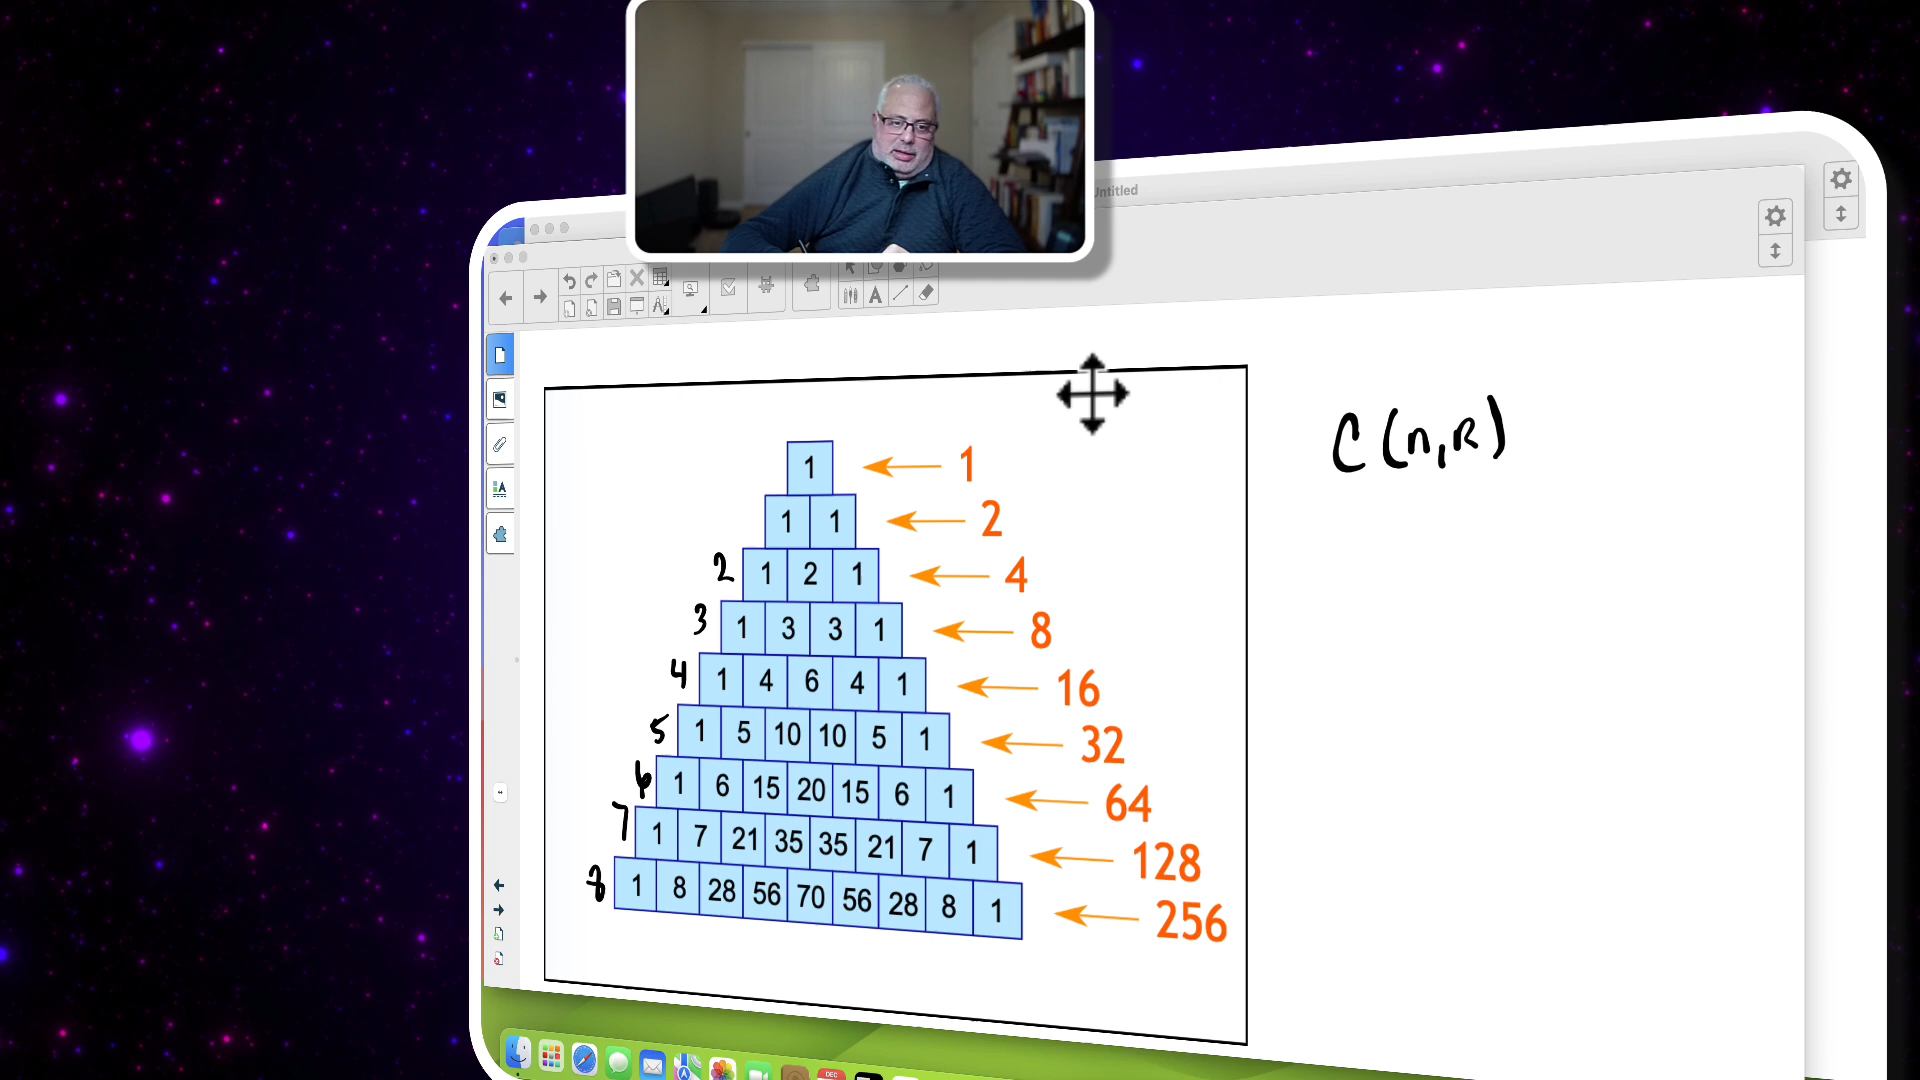 Untitled
C(n,R)
1 1
1 1 2
2 1 2 1 4
3 1 3 3 1 8
4 1 4 6 4 1 16
5 1 5 10 10 5 1 32
6 1 6 15 20 15 6 1 64
7 1 7 21 35 35 21 7 1 128
8 1 8 28 56 70 56 28 8 1 256
DEC